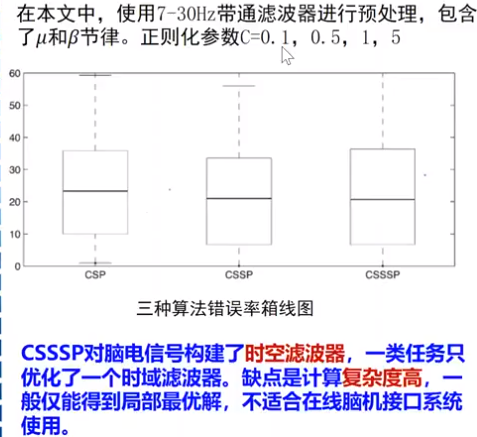 在本文中，使用7-30Hz带通滤波器进行预处理，包含
了μ和β节律。正则化参数C=0.1，0.5，1，5
60
50
40
30
20
10
0
CSP
CSSP
CSSSP
三种算法错误率箱线图
CSSSP对脑电信号构建了时空滤波器，一类任务只
优化了一个时域滤波器。缺点是计算复杂度高，一
般仅能得到局部最优解，不适合在线脑机接口系统
使用。